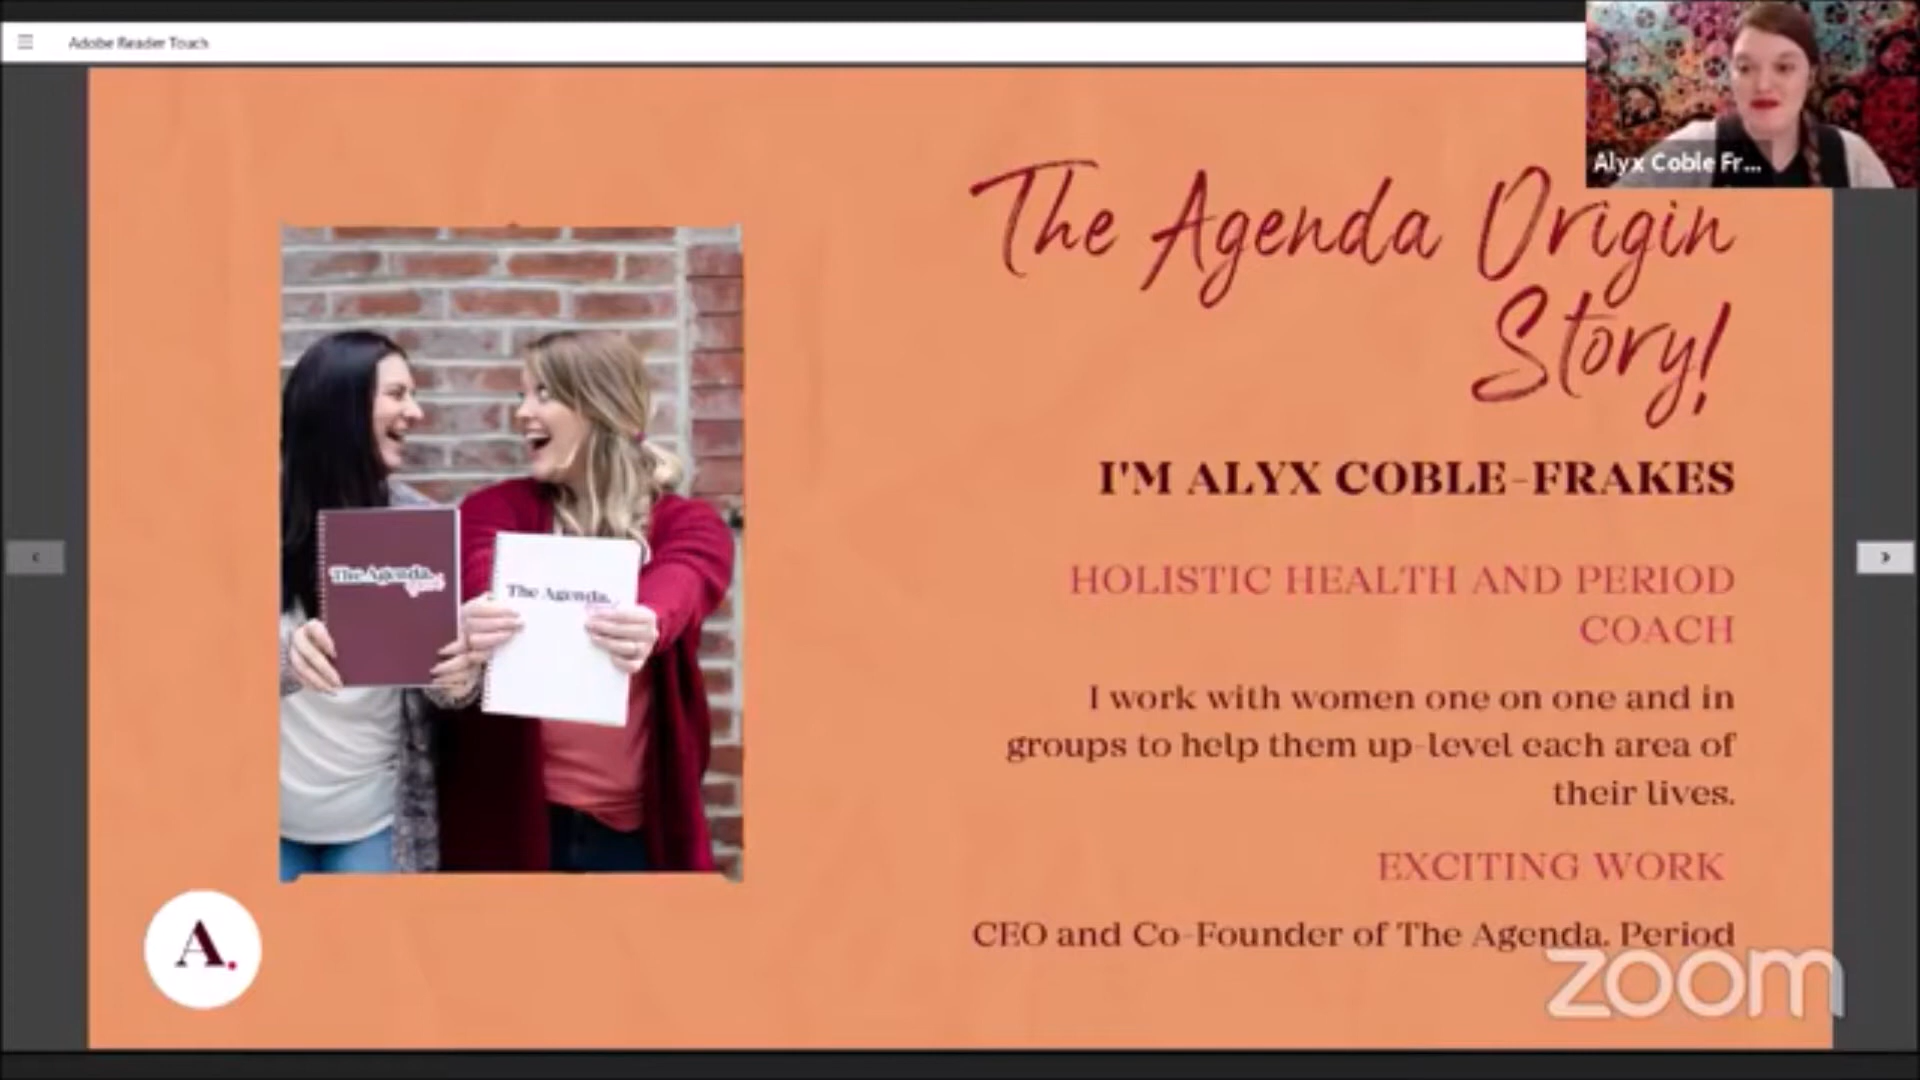 Adobe Reader Touch
Alyx Coble Fr...
The Agenda Origin
Story!
I'M ALYX COBLE-FRAKES
HOLISTIC HEALTH AND PERIOD
COACH
I work with women one on one and in
groups to help them up-level each area of
their lives.
EXCITING WORK
CEO and Co-Founder of The Agenda. Period
The Agenda.
The Agenda.
A.
zoom